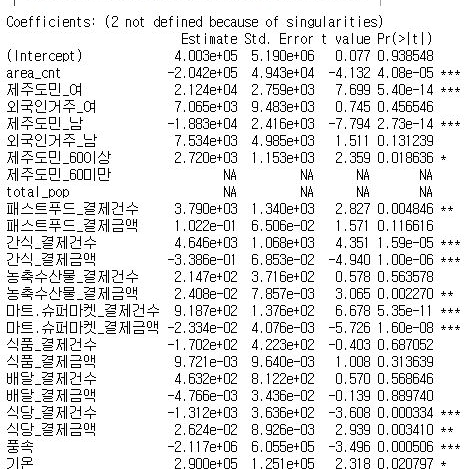 Coefficients: (2 not defined because of singularities)
Estimate Std. Error t value Pr(>|t|)
(Intercept) 4.003e+05 5.190e+06 0.077 0.938548
area_cnt -2.042e+05 4.943e+04 -4.132 4.08e-05 ***
제주도민_여 2.124e+04 2.759e+03 7.699 5.40e-14 ***
외국인거주_여 7.065e+03 9.483e+03 0.745 0.456546
제주도민_남 -1.883e+04 2.416e+03 -7.794 2.73e-14 ***
외국인거주_남 7.534e+03 4.985e+03 1.511 0.131239
제주도민_60이상 2.720e+03 1.153e+03 2.359 0.018636 *
제주도민_60미만 NA NA NA NA
total_pop NA NA NA NA
패스트푸드_결제건수 3.790e+03 1.340e+03 2.827 0.004846 **
패스트푸드_결제금액 1.022e-01 6.506e-02 1.571 0.116616
간식_결제건수 4.646e+03 1.068e+03 4.351 1.59e-05 ***
간식_결제금액 -3.386e-01 6.853e-02 -4.940 1.00e-06 ***
농축수산물_결제건수 2.147e+02 3.716e+02 0.578 0.563578
농축수산물_결제금액 2.408e-02 7.857e-03 3.065 0.002270 **
마트.슈퍼마켓_결제건수 9.187e+02 1.376e+02 6.678 5.35e-11 ***
마트.슈퍼마켓_결제금액 -2.334e-02 4.076e-03 -5.726 1.60e-08 ***
식품_결제건수 -1.702e+02 4.223e+02 -0.403 0.687052
식품_결제금액 9.721e-03 9.640e-03 1.008 0.313639
배달_결제건수 4.632e+02 8.122e+02 0.570 0.568646
배달_결제금액 -4.766e-03 3.436e-02 -0.139 0.889740
식당_결제건수 -1.312e+02 3.636e+01 -3.608 0.000334 ***
식당_결제금액 2.624e-02 8.926e-03 2.939 0.003410 **
풍속 -2.117e+06 6.055e+05 -3.496 0.000506 ***
기온 2.900e+05 1.251e+05 2.318 0.020797 *